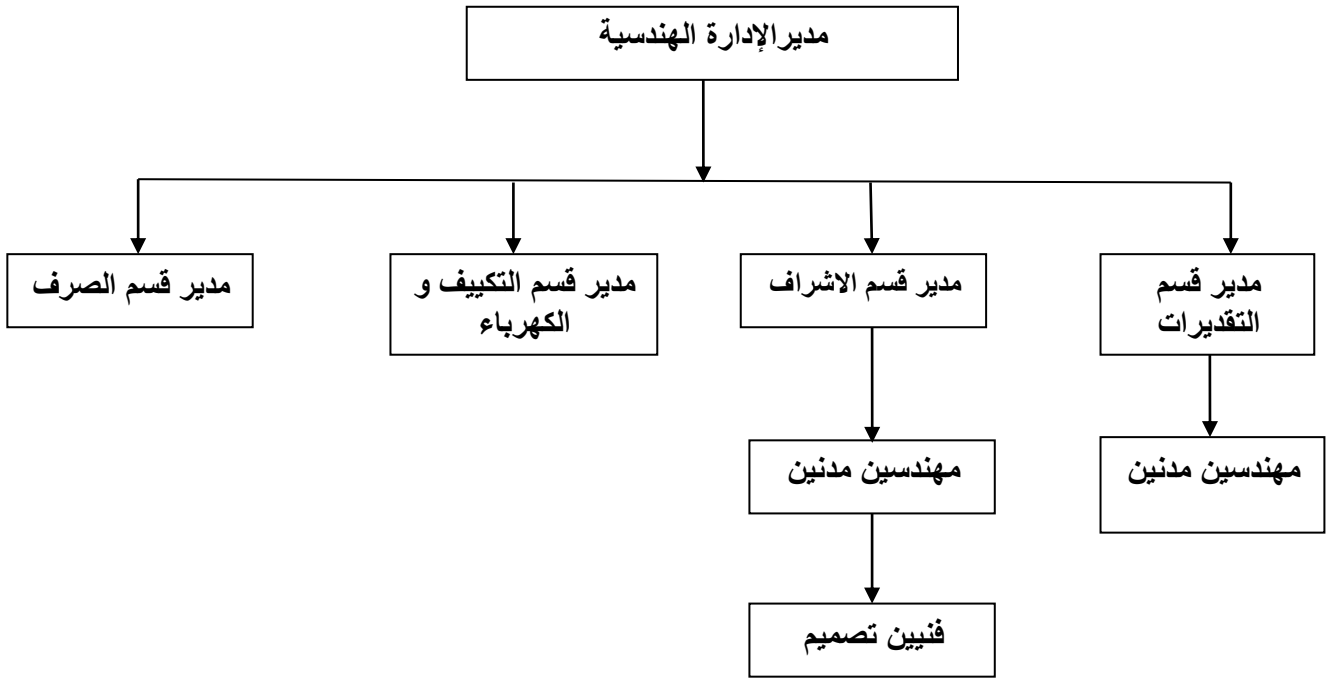 مديرالإدارة الهندسية
مدير قسم التقديرات
مدير قسم الاشراف
مدير قسم التكييف و
الكهرباء
مدير قسم الصرف
مهندسين مدنين
مهندسين مدنين
فنيين تصميم